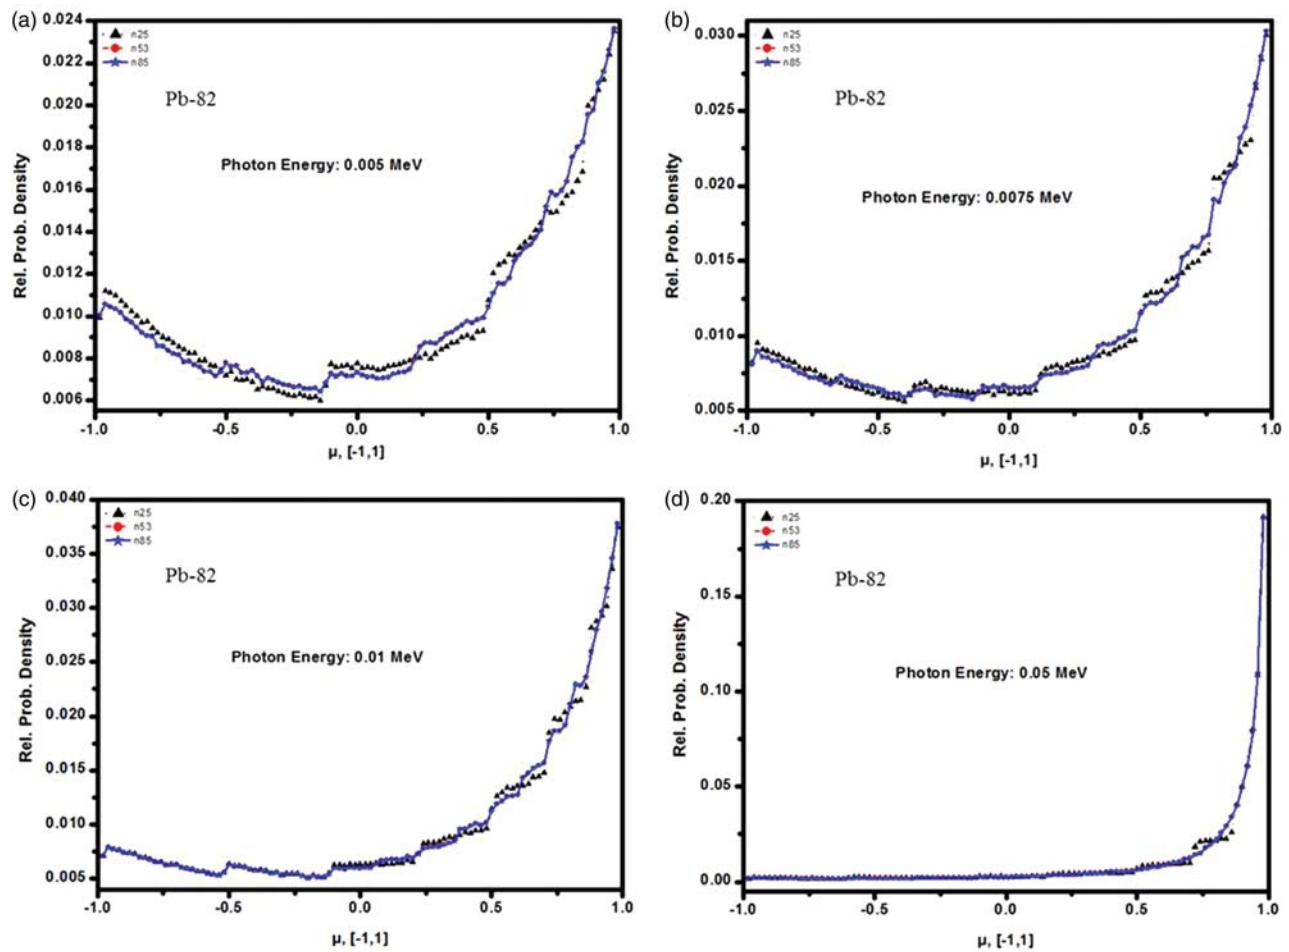 (a)
0.024
0.022
0.020
0.018
0.016
0.014
0.012
0.010
0.008
0.006
Rel. Prob. Density
n25
n53
n85
Pb-82
Photon Energy: 0.005 MeV
-1.0 -0.5 0.0 0.5 1.0
μ, [-1,1]
(b)
0.030
0.025
0.020
0.015
0.010
0.005
Rel. Prob. Density
n25
n53
n85
Pb-82
Photon Energy: 0.0075 MeV
-1.0 -0.5 0.0 0.5 1.0
μ, [-1,1]
(c)
0.040
0.035
0.030
0.025
0.020
0.015
0.010
0.005
Rel. Prob. Density
n25
n53
n85
Pb-82
Photon Energy: 0.01 MeV
-1.0 -0.5 0.0 0.5 1.0
μ, [-1,1]
(d)
0.20
0.15
0.10
0.05
0.00
Rel. Prob. Density
n25
n53
n85
Pb-82
Photon Energy: 0.05 MeV
-1.0 -0.5 0.0 0.5 1.0
μ, [-1,1]